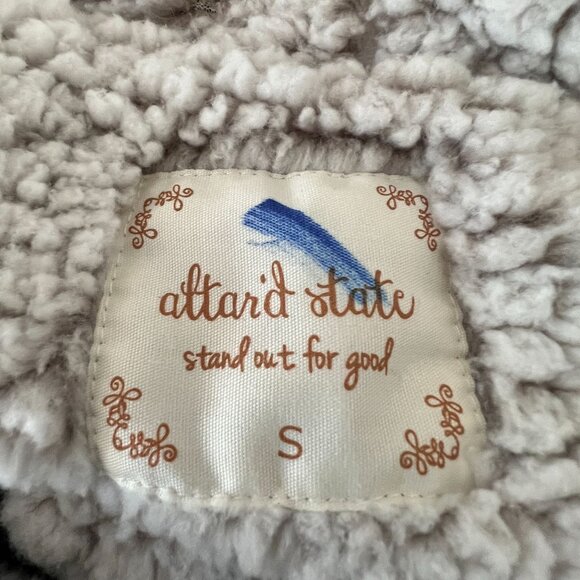 altar'd state
stand out for good
S